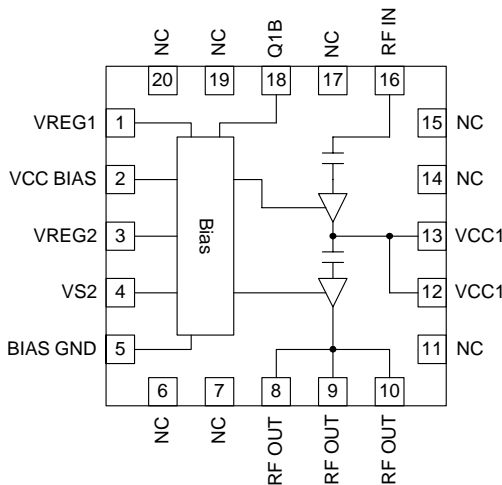 NC
NC
Q1B
NC
RF IN
20
19
18
17
16
VREG1
1
15
NC
VCC BIAS
2
14
NC
VREG2
3
Bias
13
VCC1
VS2
4
12
VCC1
BIAS GND
5
11
NC
6
7
8
9
10
NC
NC
RF OUT
RF OUT
RF OUT